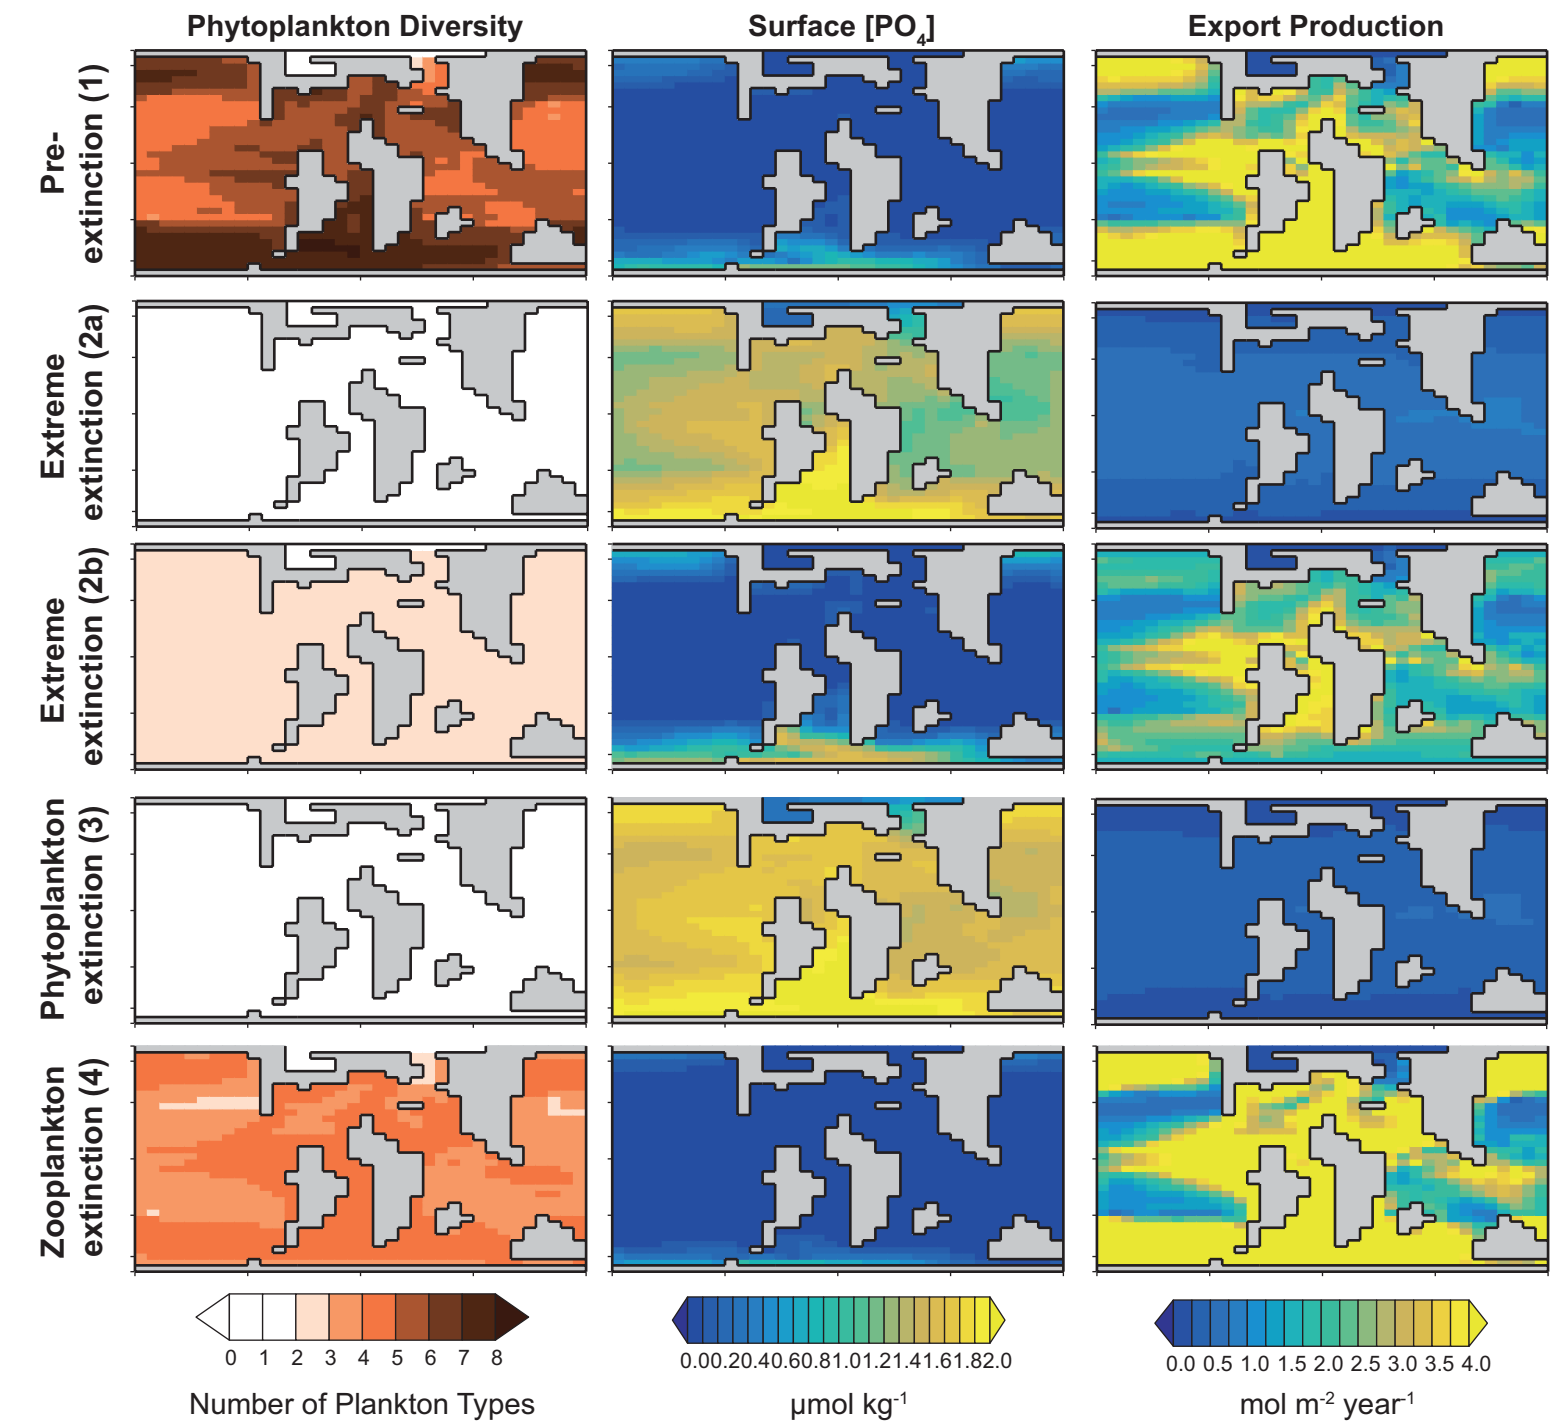 Phytoplankton Diversity
Surface [PO4]
Export Production
Pre-
extinction (1)
Extreme
extinction (2a)
Extreme
extinction (2b)
Phytoplankton
extinction (3)
Zooplankton
extinction (4)
0 1 2 3 4 5 6 7 8
0.00.20.40.60.81.01.21.41.61.82.0
0.0 0.5 1.0 1.5 2.0 2.5 3.0 3.5 4.0
Number of Plankton Types
µmol kg-1
mol m-2 year-1